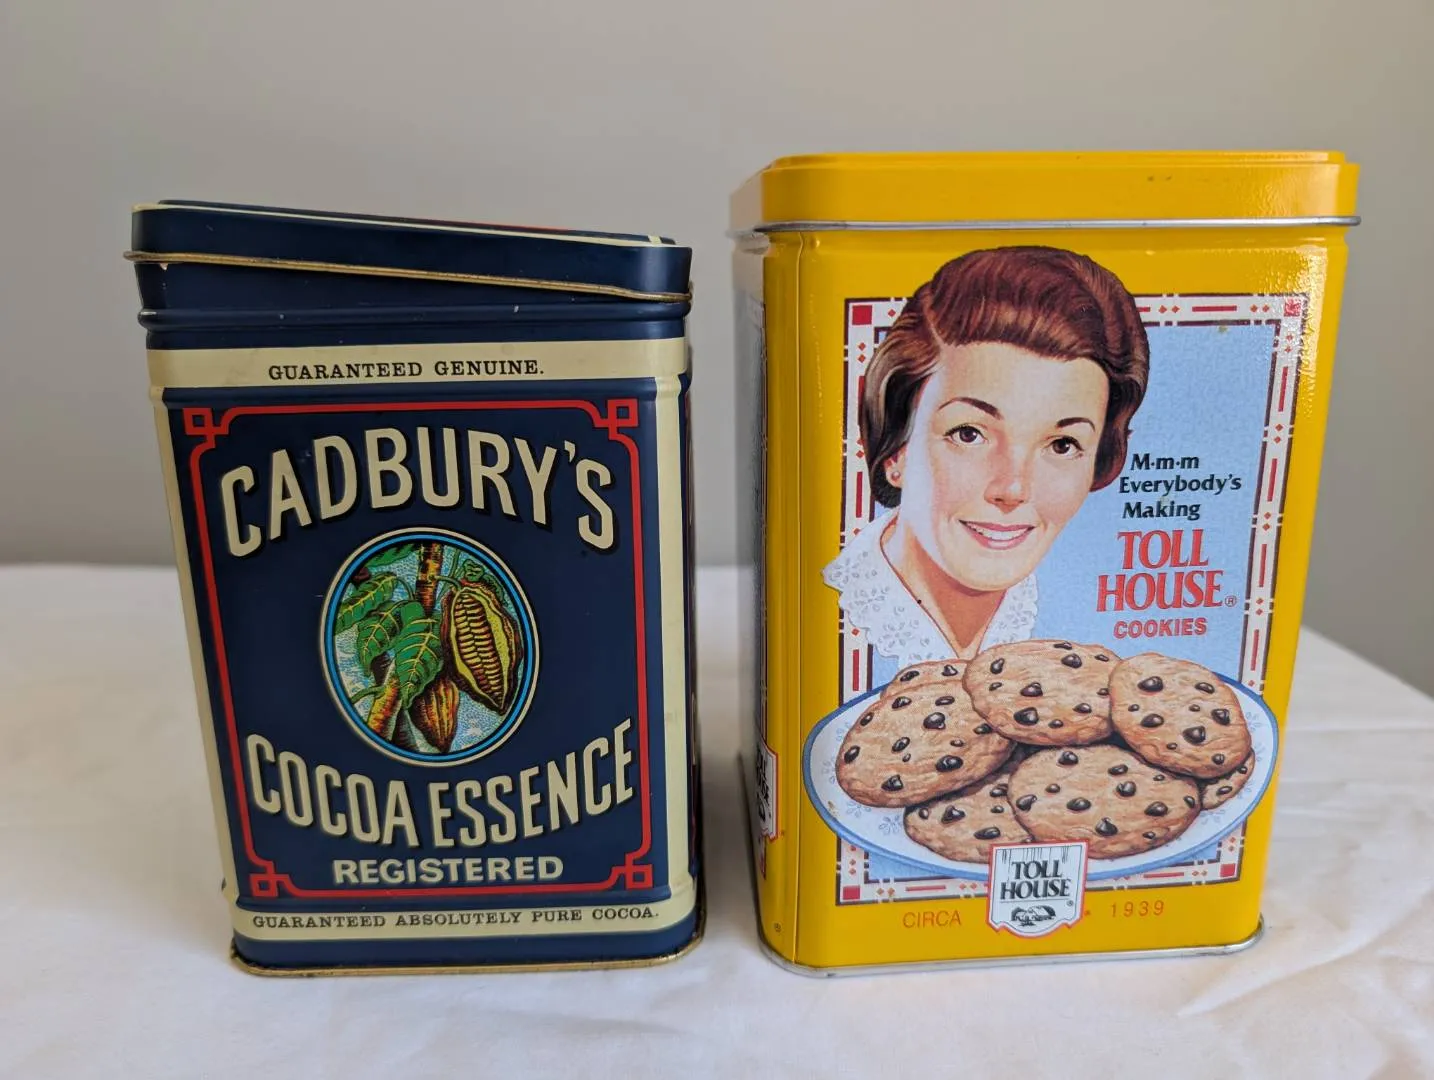 GUARANTEED GENUINE.
CADBURY'S
COCOA ESSENCE
REGISTERED
GUARANTEED ABSOLUTELY PURE COCOA.
M·m·m
Everybody's
Making
TOLL
HOUSE®
COOKIES
TOLL
HOUSE®
CIRCA 1939